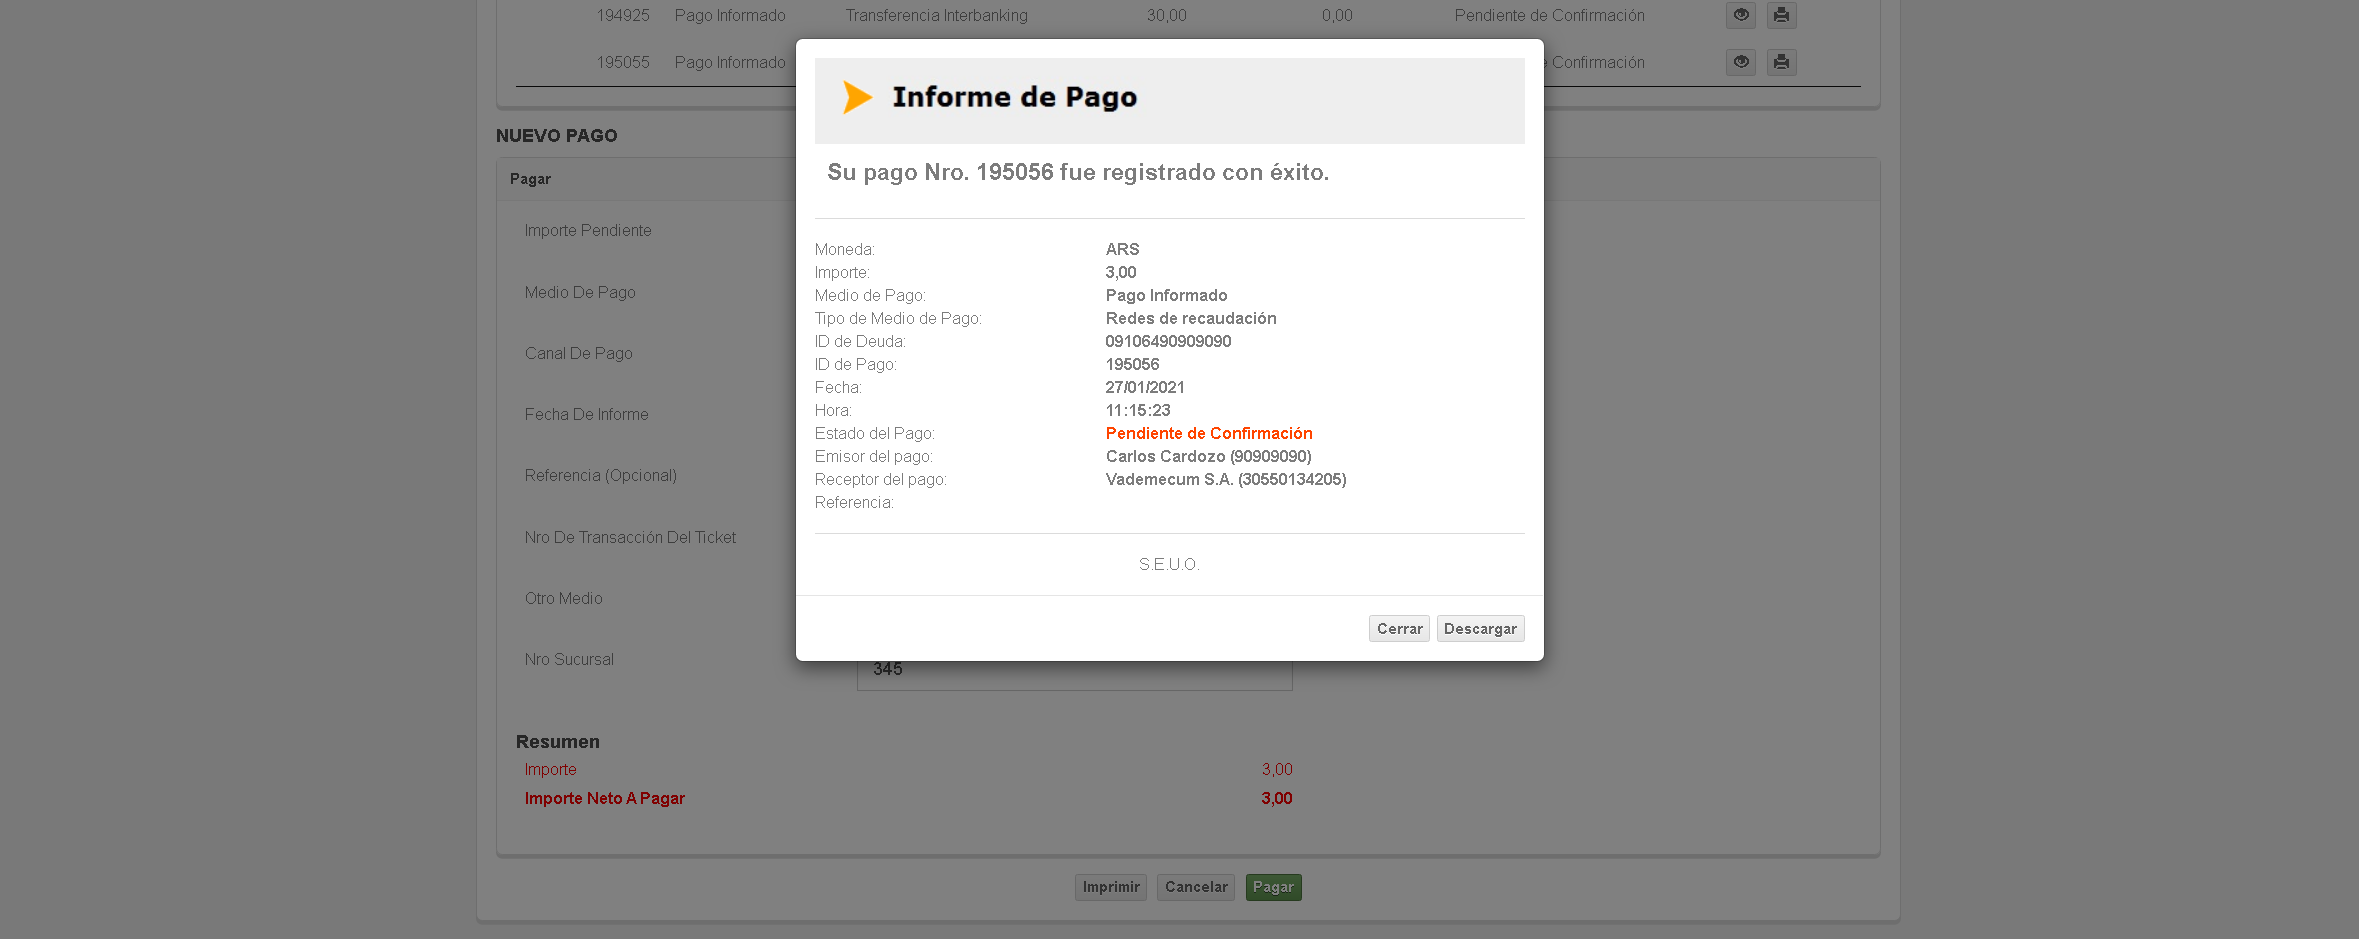 194925 Pago Informado Transferencia Interbanking 30,00 0,00 Pendiente de Confirmación
195055 Pago Informado Confirmación
Informe de Pago
Su pago Nro. 195056 fue registrado con éxito.
Moneda: ARS
Importe: 3,00
Medio de Pago: Pago Informado
Tipo de Medio de Pago: Redes de recaudación
ID de Deuda: 09106490909090
ID de Pago: 195056
Fecha: 27/01/2021
Hora: 11:15:23
Estado del Pago: Pendiente de Confirmación
Emisor del pago: Carlos Cardozo (90909090)
Receptor del pago: Vademecum S.A. (30550134205)
Referencia:
S.E.U.O.
Cerrar Descargar
NUEVO PAGO
Pagar
Importe Pendiente
Medio De Pago
Canal De Pago
Fecha De Informe
Referencia (Opcional)
Nro De Transacción Del Ticket
Otro Medio
Nro Sucursal 345
Resumen
Importe 3,00
Importe Neto A Pagar 3,00
Imprimir Cancelar Pagar